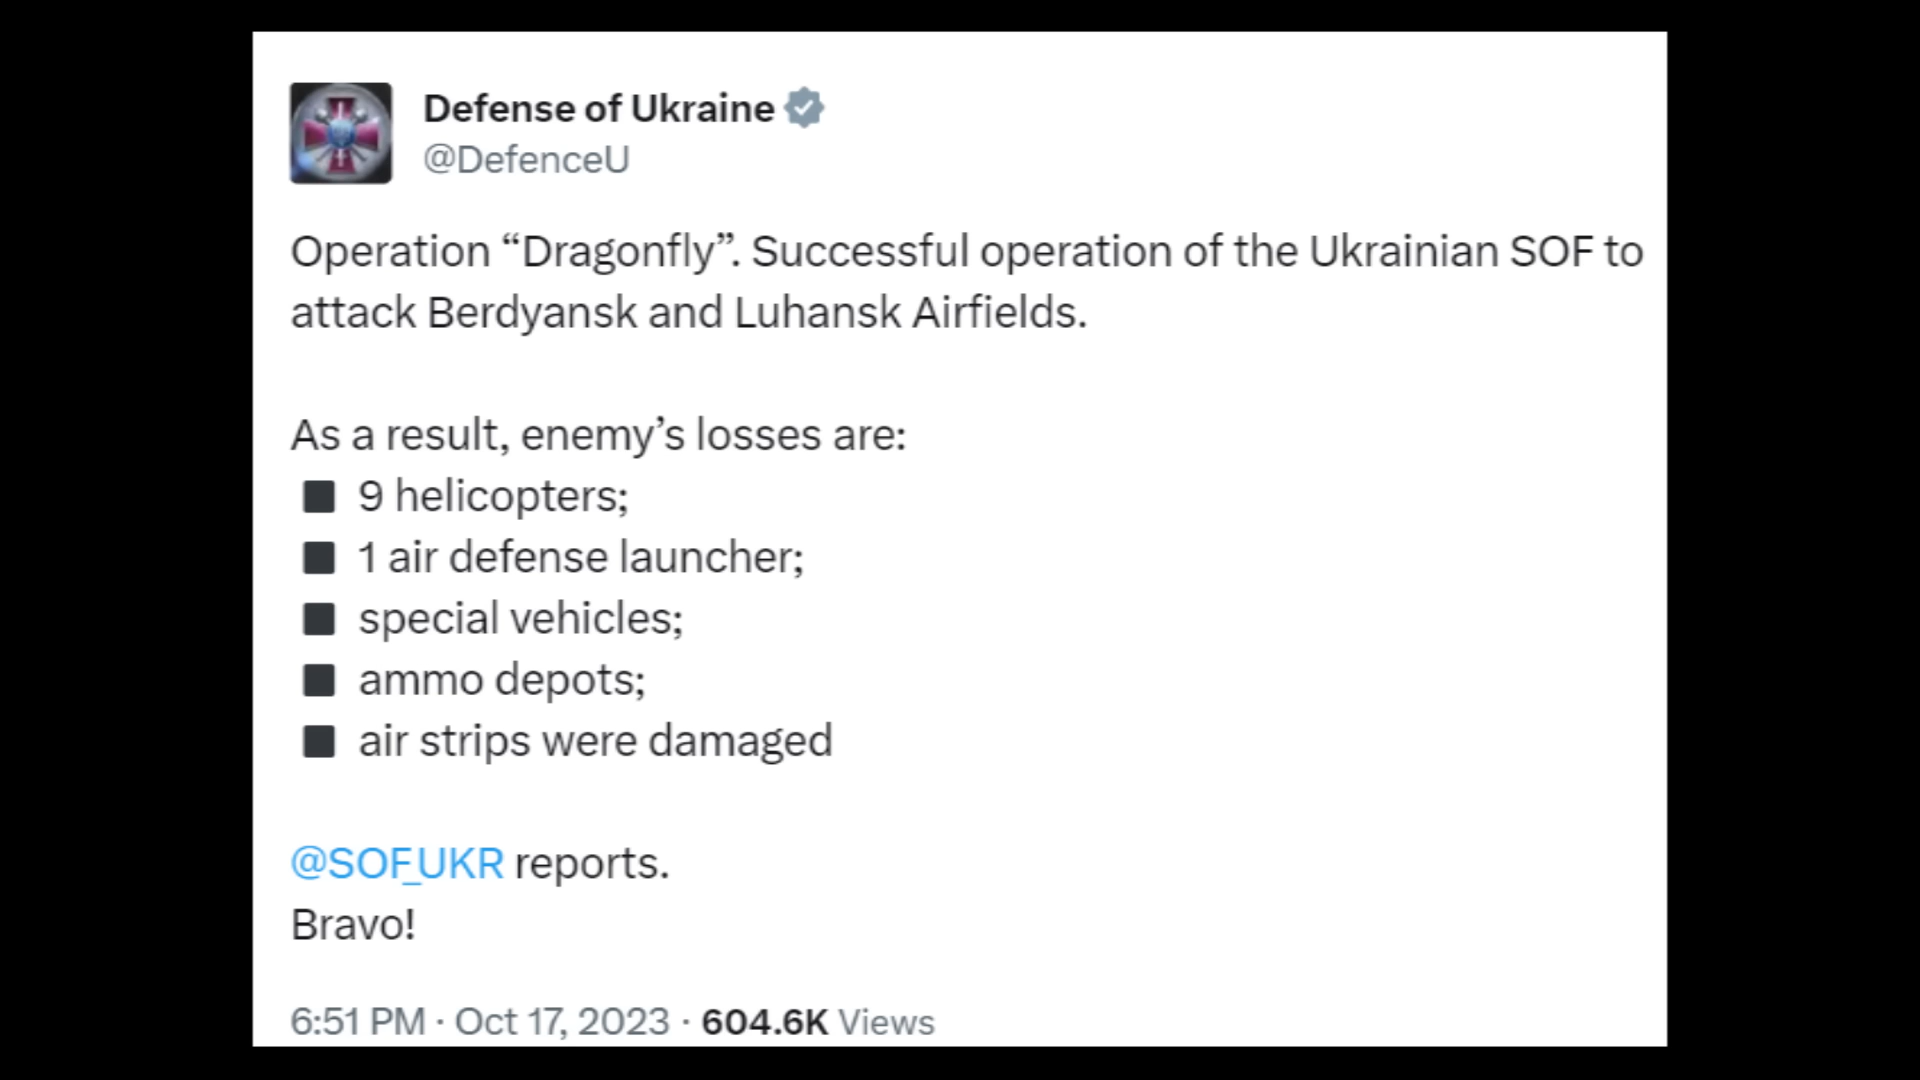 Defense of Ukraine
@DefenceU
Operation “Dragonfly”. Successful operation of the Ukrainian SOF to
attack Berdyansk and Luhansk Airfields.
As a result, enemy’s losses are:
◼ 9 helicopters;
◼ 1 air defense launcher;
◼ special vehicles;
◼ ammo depots;
◼ air strips were damaged
@SOF_UKR reports.
Bravo!
6:51 PM · Oct 17, 2023 · 604.6K Views